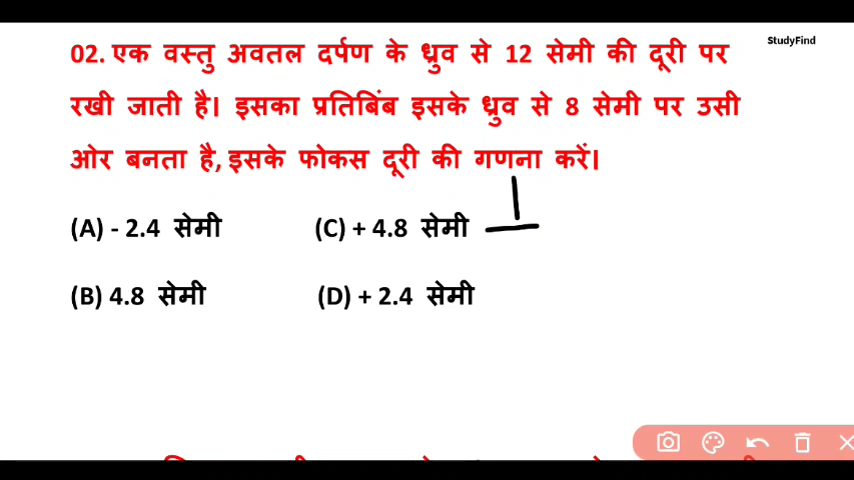 StudyFind
02. एक वस्तु अवतल दर्पण के ध्रुव से 12 सेमी की दूरी पर
रखी जाती है। इसका प्रतिबिंब इसके ध्रुव से 8 सेमी पर उसी
ओर बनता है, इसके फोकस दूरी की गणना करें।
(A) - 2.4 सेमी (C) + 4.8 सेमी
(B) 4.8 सेमी (D) + 2.4 सेमी